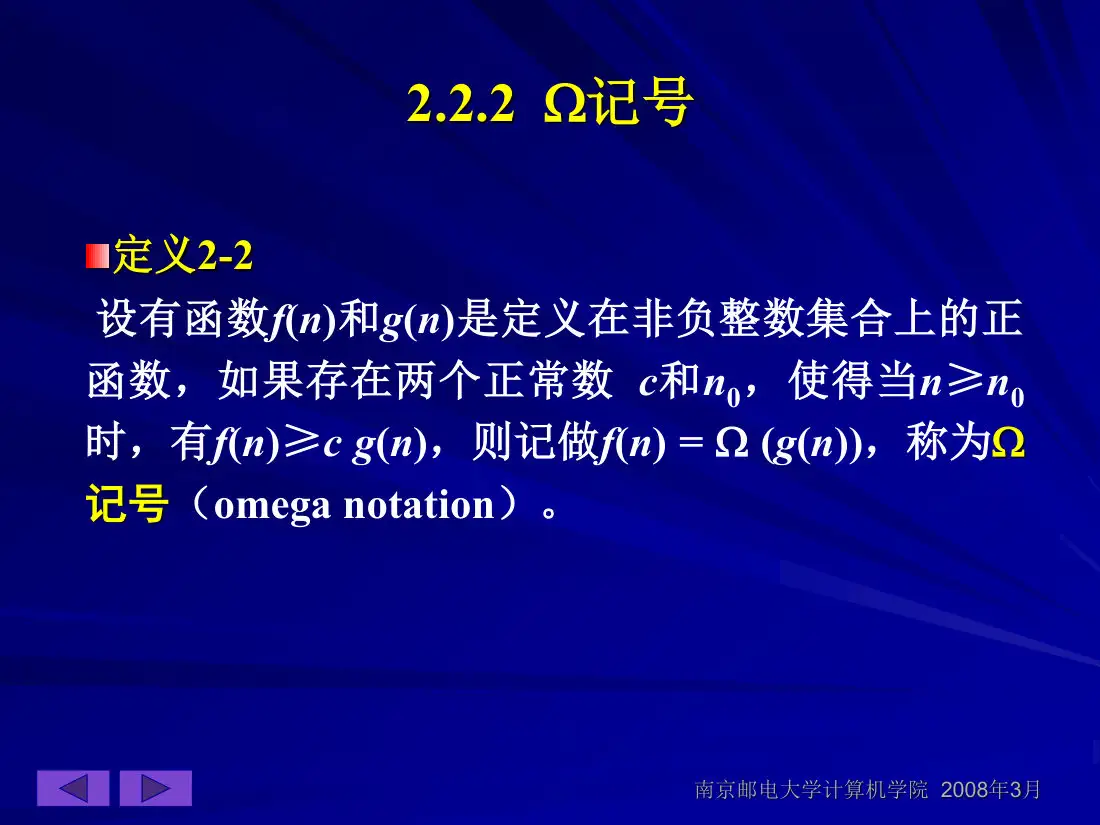 2.2.2 Ω记号
定义2-2
设有函数f(n)和g(n)是定义在非负整数集合上的正
函数，如果存在两个正常数 c和n₀，使得当n≥n₀
时，有f(n)≥c g(n)，则记做f(n) = Ω (g(n))，称为Ω
记号（omega notation）。
南京邮电大学计算机学院 2008年3月